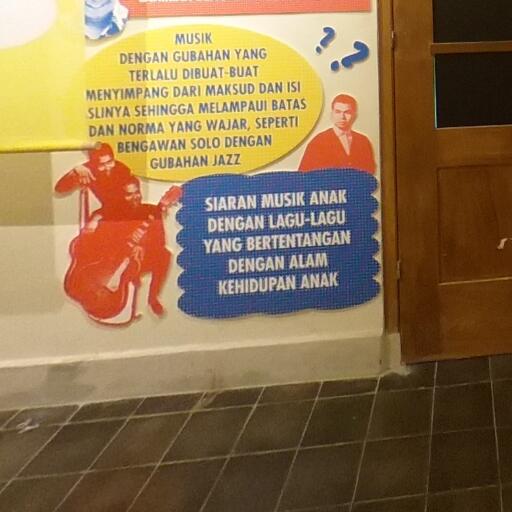 MUSIK
DENGAN GUBAHAN YANG
TERLALU DIBUAT-BUAT
MENYIMPANG DARI MAKSUD DAN ISI
SLINYA SEHINGGA MELAMPAUI BATAS
DAN NORMA YANG WAJAR, SEPERTI
BENGAWAN SOLO DENGAN
GUBAHAN JAZZ
???
SIARAN MUSIK ANAK
DENGAN LAGU-LAGU
YANG BERTENTANGAN
DENGAN ALAM
KEHIDUPAN ANAK